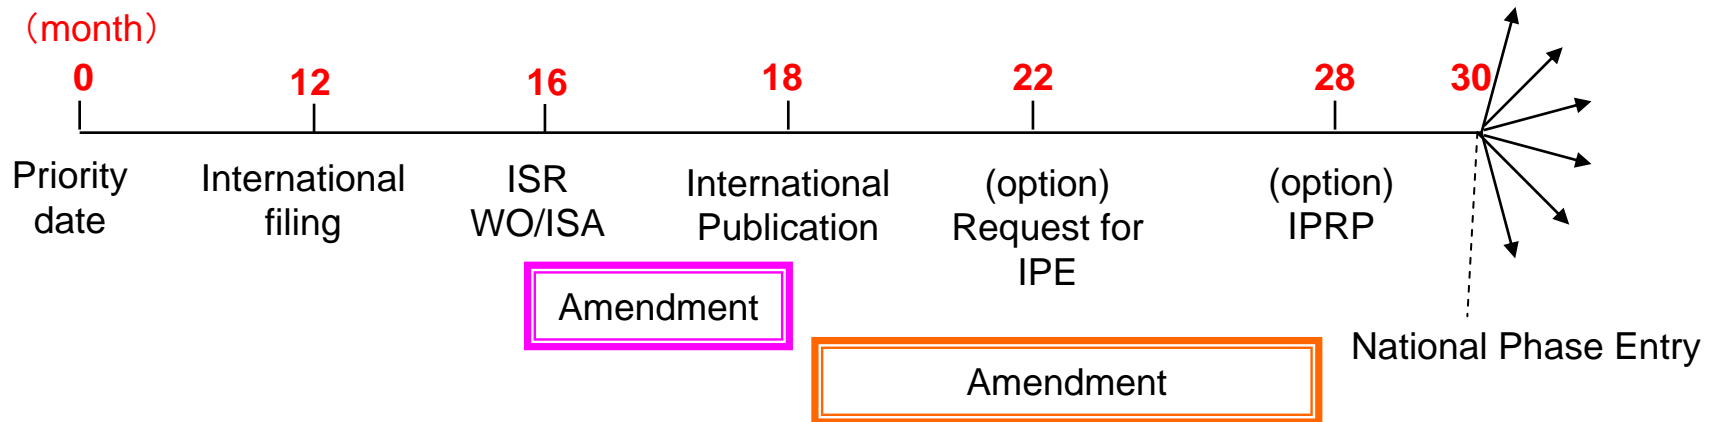 （month）
0 12 16 18 22 28 30
Priority date
International filing
ISR
WO/ISA
International Publication
(option)
Request for IPE
(option)
IPRP
Amendment
Amendment
National Phase Entry